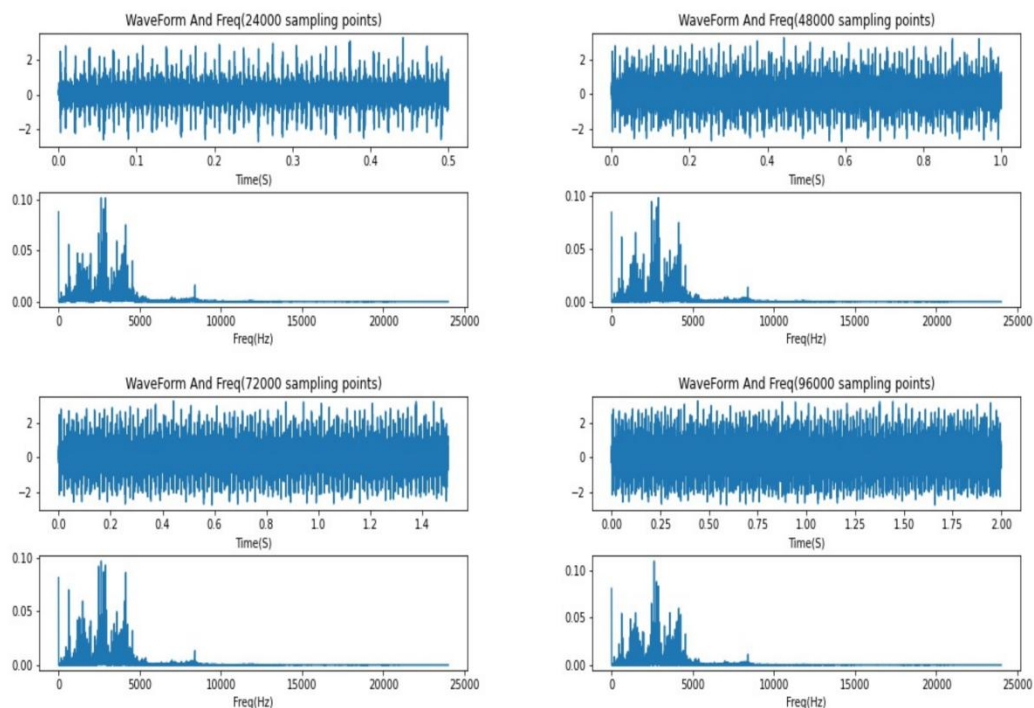 WaveForm And Freq(24000 sampling points)
2
0
−2
0.0 0.1 0.2 0.3 0.4 0.5
Time(S)
0.10
0.05
0.00
0 5000 10000 15000 20000 25000
Freq(Hz)
WaveForm And Freq(48000 sampling points)
2
0
−2
0.0 0.2 0.4 0.6 0.8 1.0
Time(S)
0.10
0.05
0.00
0 5000 10000 15000 20000 25000
Freq(Hz)
WaveForm And Freq(72000 sampling points)
2
0
−2
0.0 0.2 0.4 0.6 0.8 1.0 1.2 1.4
Time(S)
0.10
0.05
0.00
0 5000 10000 15000 20000 25000
Freq(Hz)
WaveForm And Freq(96000 sampling points)
2
0
−2
0.00 0.25 0.50 0.75 1.00 1.25 1.50 1.75 2.00
Time(S)
0.10
0.05
0.00
0 5000 10000 15000 20000 25000
Freq(Hz)